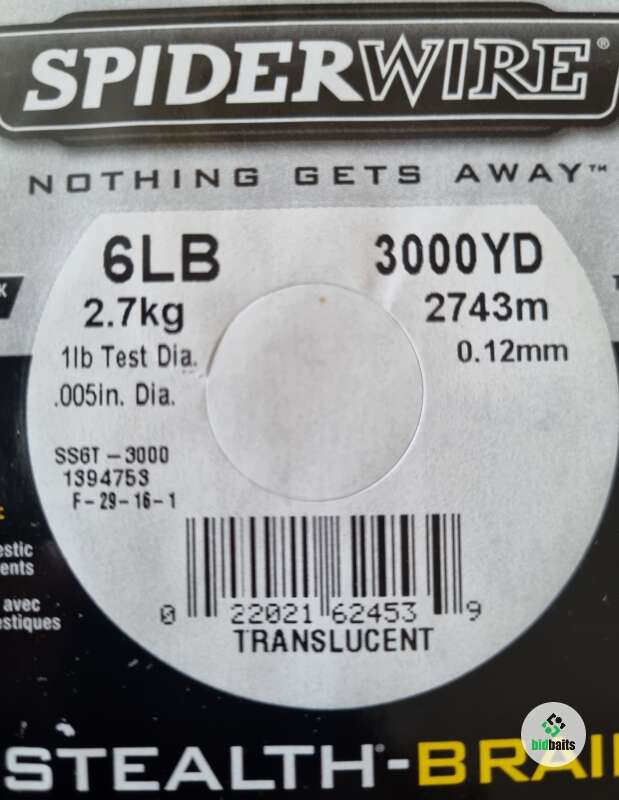 SPIDERWIRE®
NOTHING GETS AWAY™
6LB 3000YD
2.7kg 2743m
1lb Test Dia. 0.12mm
.005in. Dia.
SS6T-3000
1394753
F-29-16-1
0 22021 62453 9
TRANSLUCENT
avec
bidbaits
STEALTH®-BRAI